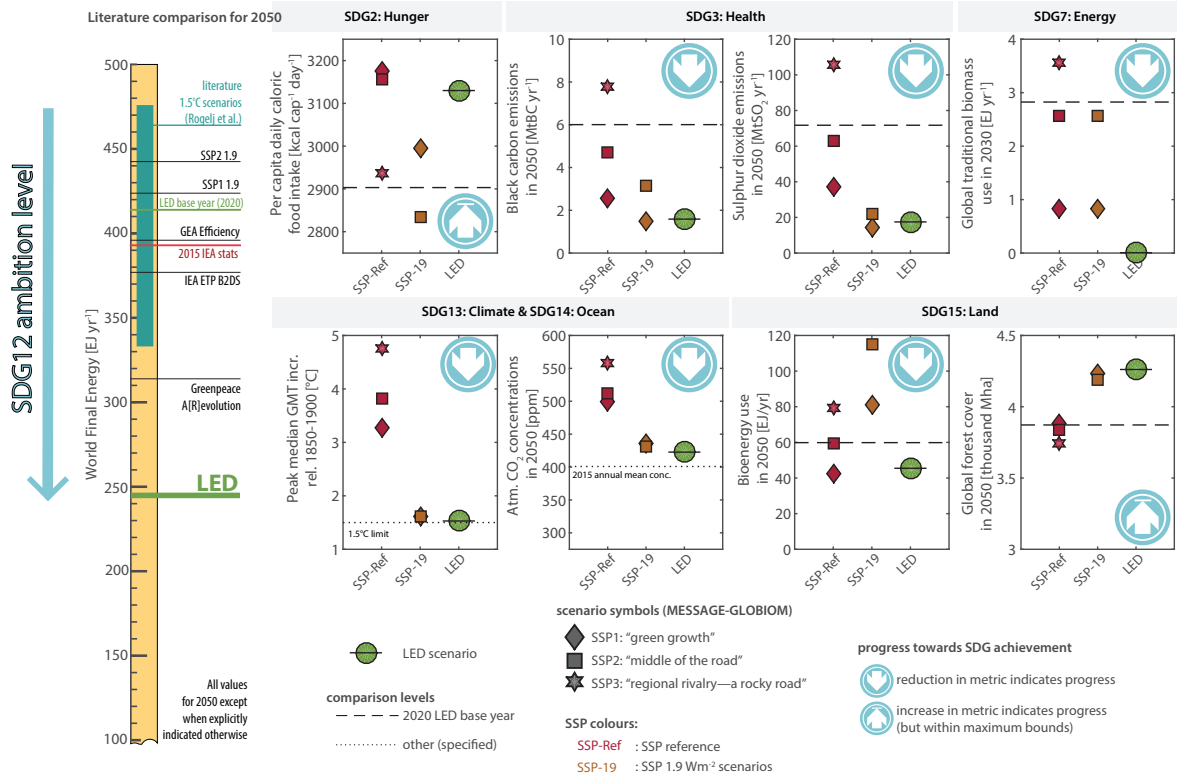 Literature comparison for 2050
SDG2: Hunger
SDG3: Health
SDG7: Energy
SDG12 ambition level
World Final Energy [EJ yr⁻¹]
500
450
400
350
300
250
200
150
100
literature
1.5°C scenarios
(Rogelj et al.)
SSP2 1.9
SSP1 1.9
LED base year (2020)
GEA Efficiency
2015 IEA stats
IEA ETP B2DS
Greenpeace
A[R]evolution
LED
All values
for 2050 except
when explicitly
indicated otherwise
Per capita daily caloric
food intake [kcal cap⁻¹ day⁻¹]
3200
3100
3000
2900
2800
SSP-Ref
SSP-19
LED
Black carbon emissions
in 2050 [MtBC yr⁻¹]
10
8
6
4
2
0
SSP-Ref
SSP-19
LED
Sulphur dioxide emissions
in 2050 [MtSO₂ yr⁻¹]
120
100
80
60
40
20
0
SSP-Ref
SSP-19
LED
Global traditional biomass
use in 2030 [EJ yr⁻¹]
4
3
2
1
0
SSP-Ref
SSP-19
LED
SDG13: Climate & SDG14: Ocean
SDG15: Land
Peak median GMT incr.
rel. 1850-1900 [°C]
5
4
3
2
1
1.5°C limit
SSP-Ref
SSP-19
LED
Atm. CO₂ concentrations
in 2050 [ppm]
600
550
500
450
400
350
300
2015 annual mean conc.
SSP-Ref
SSP-19
LED
Bioenergy use
in 2050 [EJ/yr]
120
100
80
60
40
20
0
SSP-Ref
SSP-19
LED
Global forest cover
in 2050 [thousand Mha]
4.5
4
3.5
3
SSP-Ref
SSP-19
LED
LED scenario
comparison levels
2020 LED base year
other (specified)
scenario symbols (MESSAGE-GLOBIOM)
SSP1: “green growth”
SSP2: “middle of the road”
SSP3: “regional rivalry—a rocky road”
SSP colours:
SSP-Ref : SSP reference
SSP-19 : SSP 1.9 Wm⁻² scenarios
progress towards SDG achievement
reduction in metric indicates progress
increase in metric indicates progress
(but within maximum bounds)